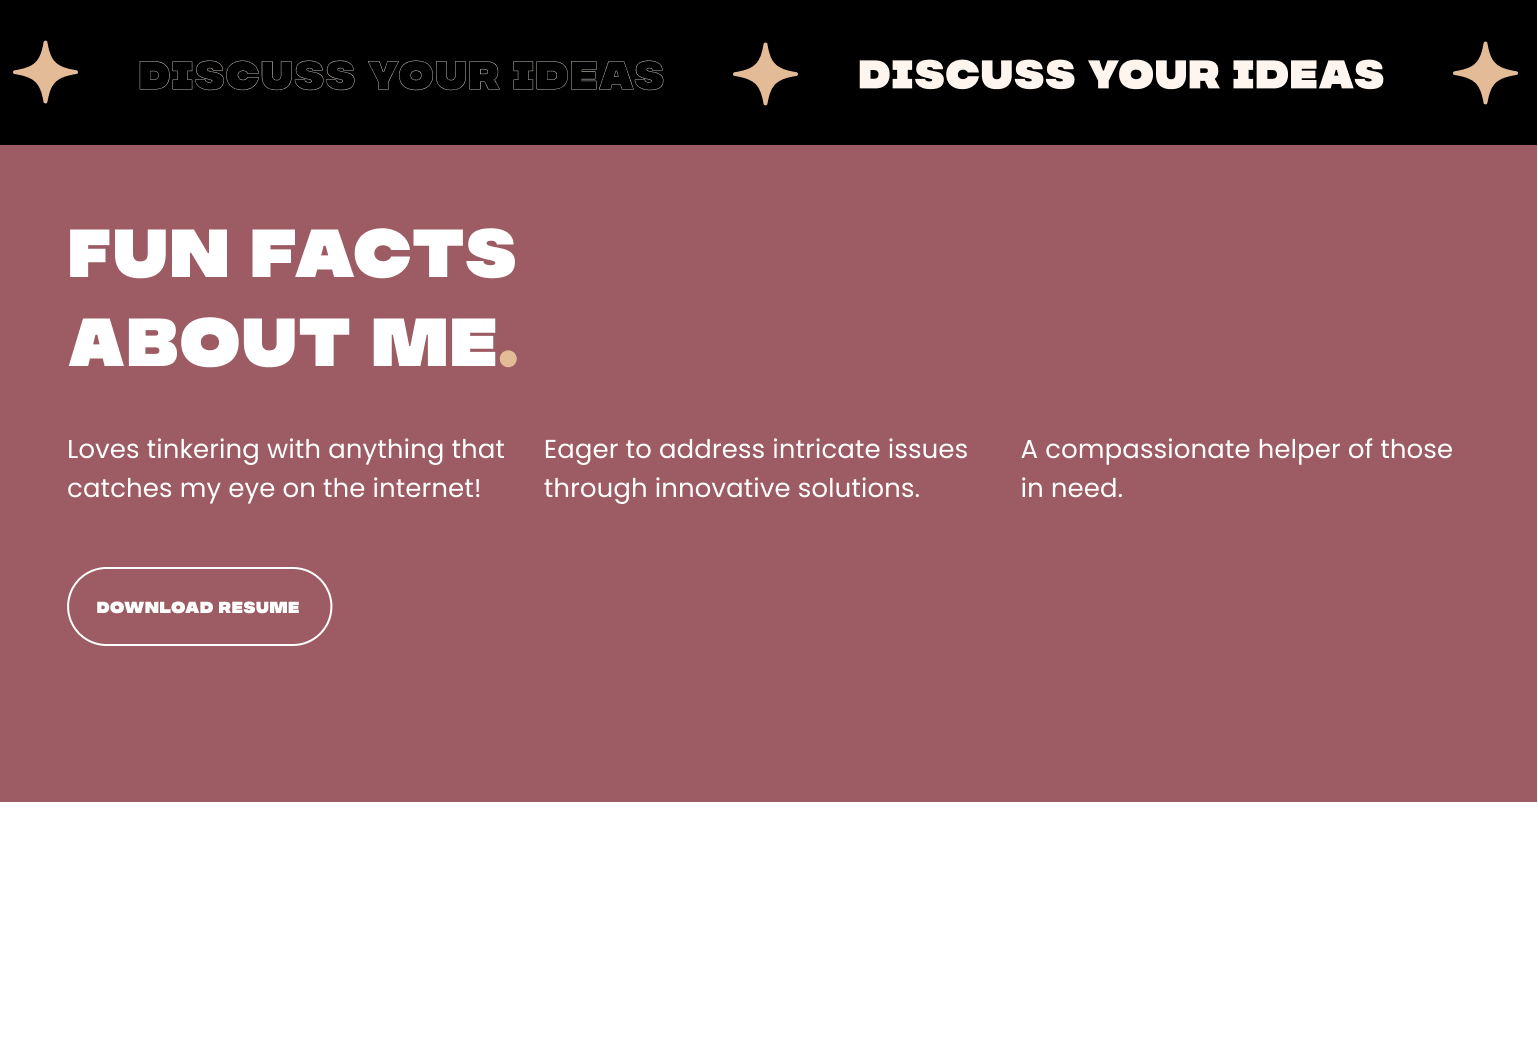 DISCUSS YOUR IDEAS DISCUSS YOUR IDEAS
FUN FACTS
ABOUT ME.
Loves tinkering with anything that
catches my eye on the internet!
Eager to address intricate issues
through innovative solutions.
A compassionate helper of those
in need.
DOWNLOAD RESUME